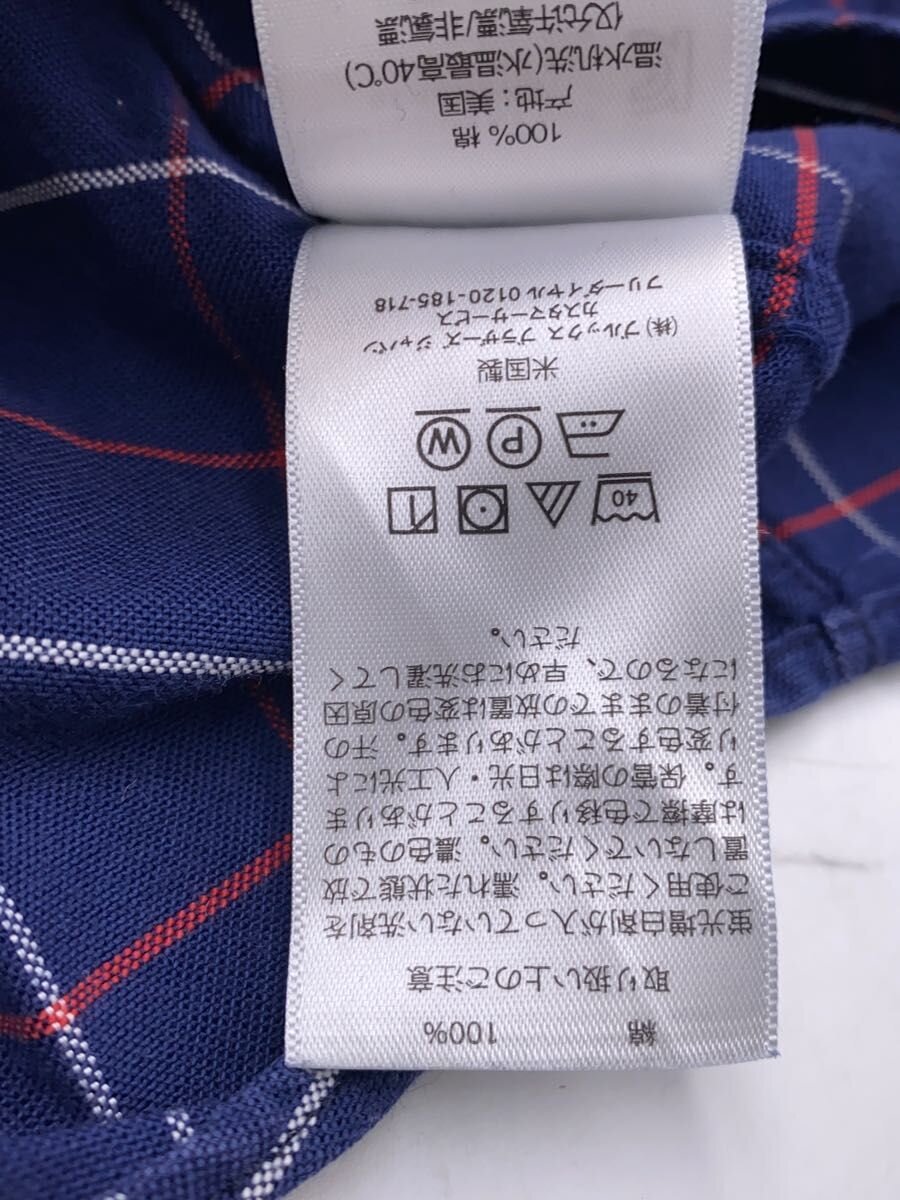 綿 100%
取り扱い上のご注意
蛍光増白剤が入っていない洗剤を
ご使用ください。濡れた状態で放
置しないでください。濃色のもの
は摩擦で色移りすることがありま
す。保管の際は日光・人工光によ
り変色することがあります。汗の
付着のままでの放置は変色の原因
になるので、早めにお洗濯してく
ださい。
40
P W
米国製
(株) ブルックス ブラザーズ ジャパン
カスタマーサービス
フリーダイヤル 0120-185-718
100% 棉
产地：美国
温水机洗(水温最高40℃)
仅允许氧漂/非氯漂